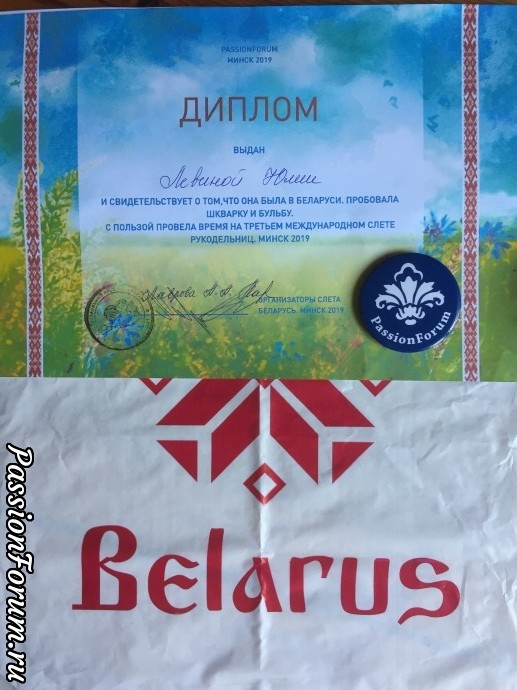 PASSIONFORUM
МИНСК 2019
ДИПЛОМ
ВЫДАН
Левиной Юлии
И СВИДЕТЕЛЬСТВУЕТ О ТОМ, ЧТО ОНА БЫЛА В БЕЛАРУСИ. ПРОБОВАЛА
ШКВАРКУ И БУЛЬБУ.
С ПОЛЬЗОЙ ПРОВЕЛА ВРЕМЯ НА ТРЕТЬЕМ МЕЖДУНАРОДНОМ СЛЕТЕ
РУКОДЕЛЬНИЦ. МИНСК 2019
Лаврова А.А.
ОРГАНИЗАТОРЫ СЛЕТА
БЕЛАРУСЬ. МИНСК 2019
PassionForum
Belarus
PassionForum.ru